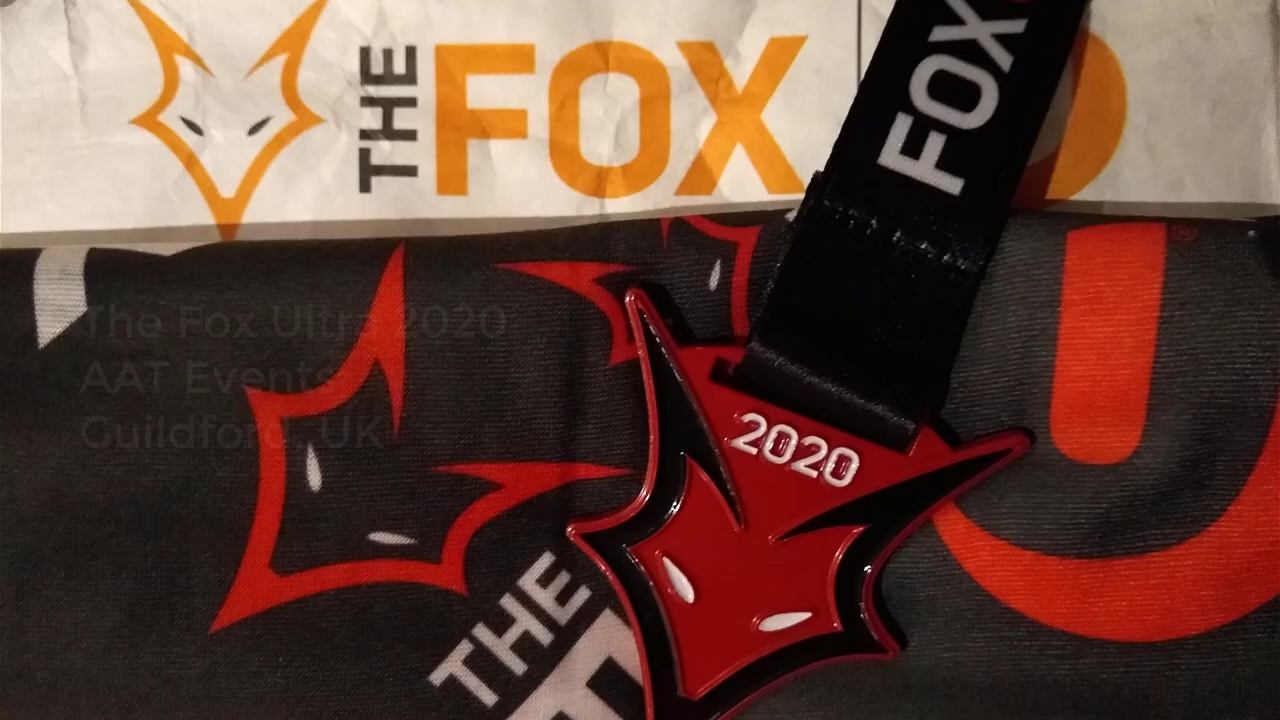 THE FOX
FOX
®
The Fox Ultra 2020
AAT Events
Guildford, UK
2020
THE